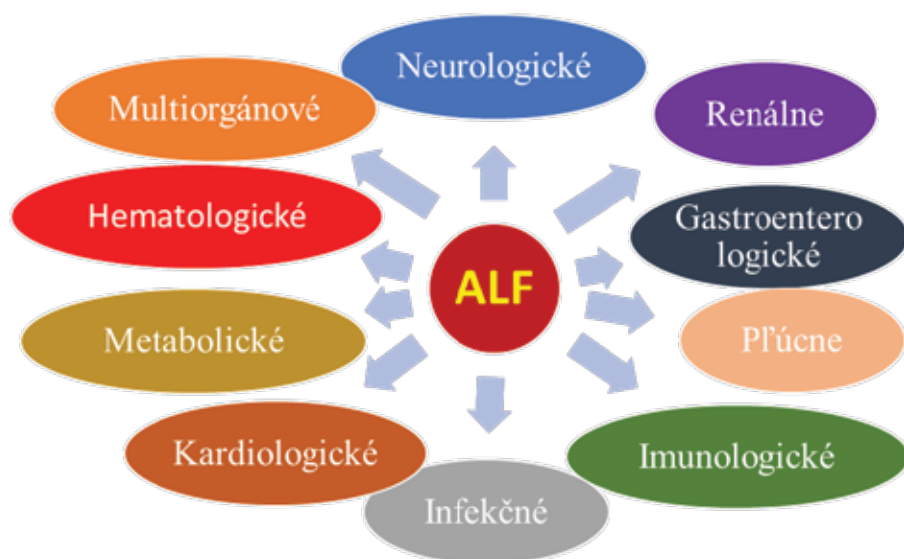 Neurologické
Multiorgánové
Renálne
Hematologické
Gastroentero
logické
ALF
Metabolické
Pľúcne
Kardiologické
Imunologické
Infekčné